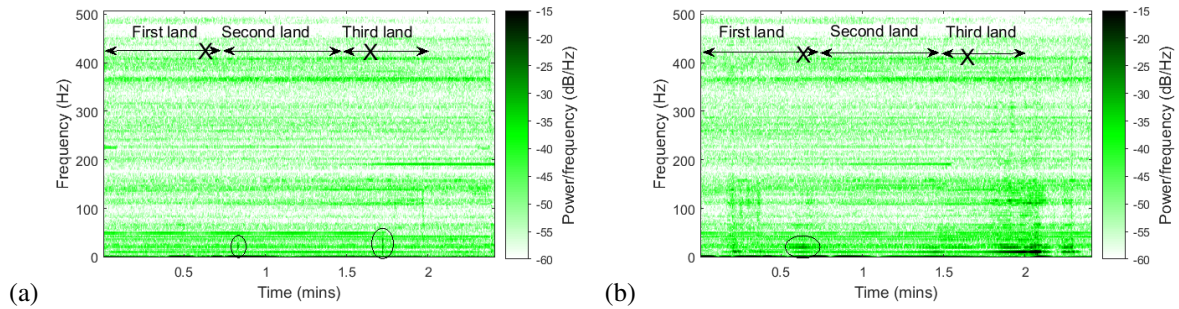 First land Second land Third land
X X
500
400
300
200
100
0
Frequency (Hz)
0.5 1 1.5 2
Time (mins)
-15
-20
-25
-30
-35
-40
-45
-50
-55
-60
Power/frequency (dB/Hz)
(a)
First land Second land Third land
X X
500
400
300
200
100
0
Frequency (Hz)
0.5 1 1.5 2
Time (mins)
-15
-20
-25
-30
-35
-40
-45
-50
-55
-60
Power/frequency (dB/Hz)
(b)